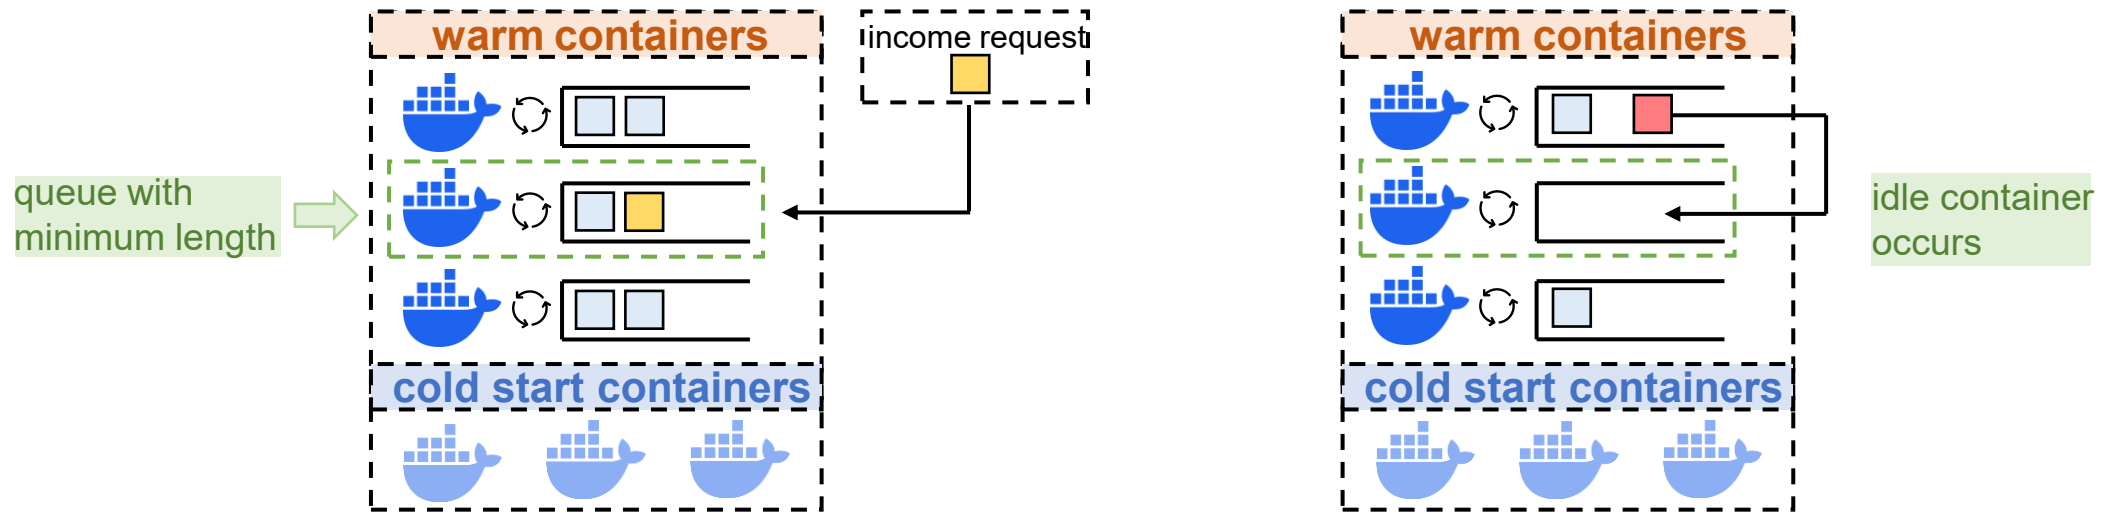 warm containers
income request
queue with
minimum length
cold start containers
warm containers
idle container
occurs
cold start containers